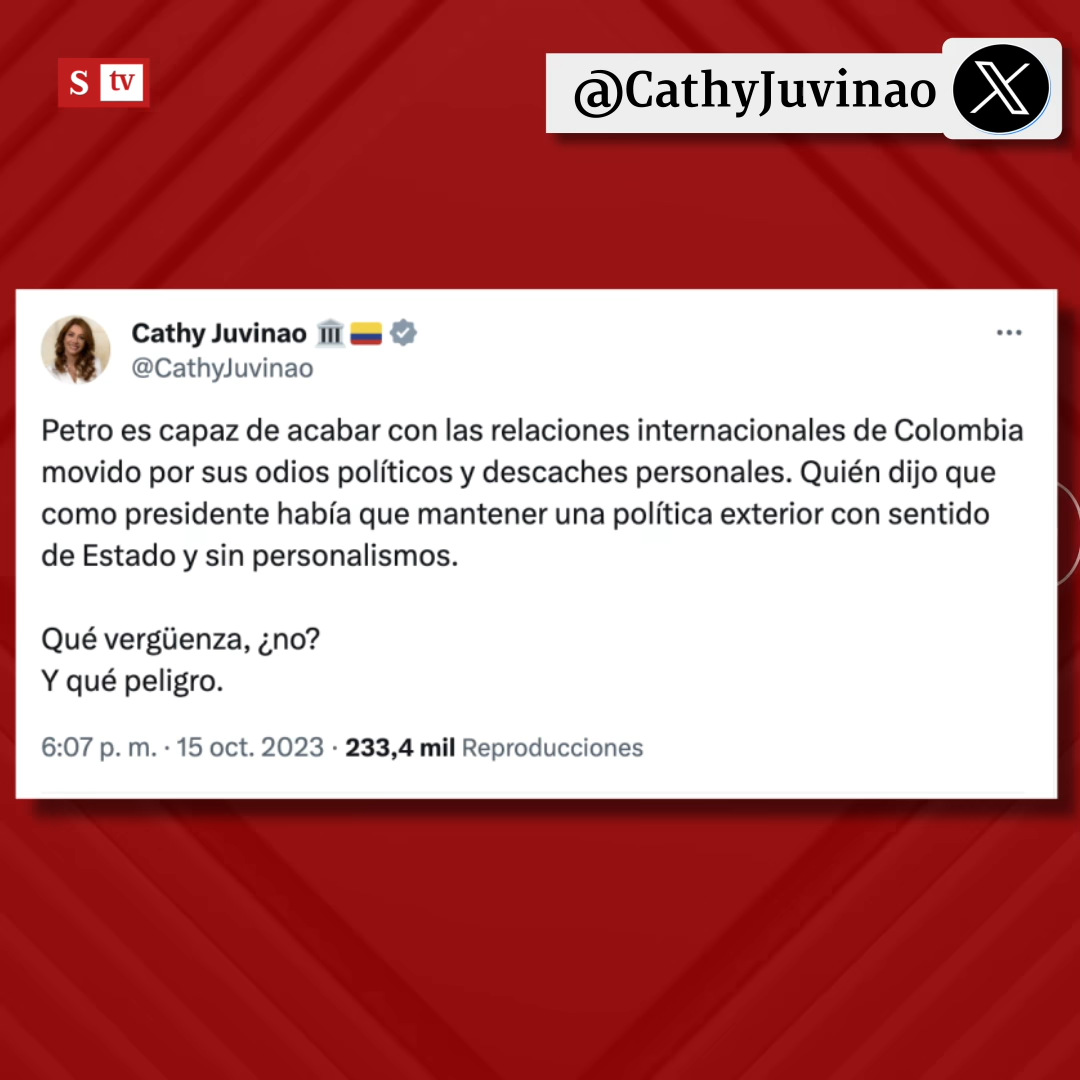 S tv
@CathyJuvinao
Cathy Juvinao 🏛️🇨🇴
@CathyJuvinao
Petro es capaz de acabar con las relaciones internacionales de Colombia
movido por sus odios políticos y descaches personales. Quién dijo que
como presidente había que mantener una política exterior con sentido
de Estado y sin personalismos.
Qué vergüenza, ¿no?
Y qué peligro.
6:07 p. m. · 15 oct. 2023 · 233,4 mil Reproducciones